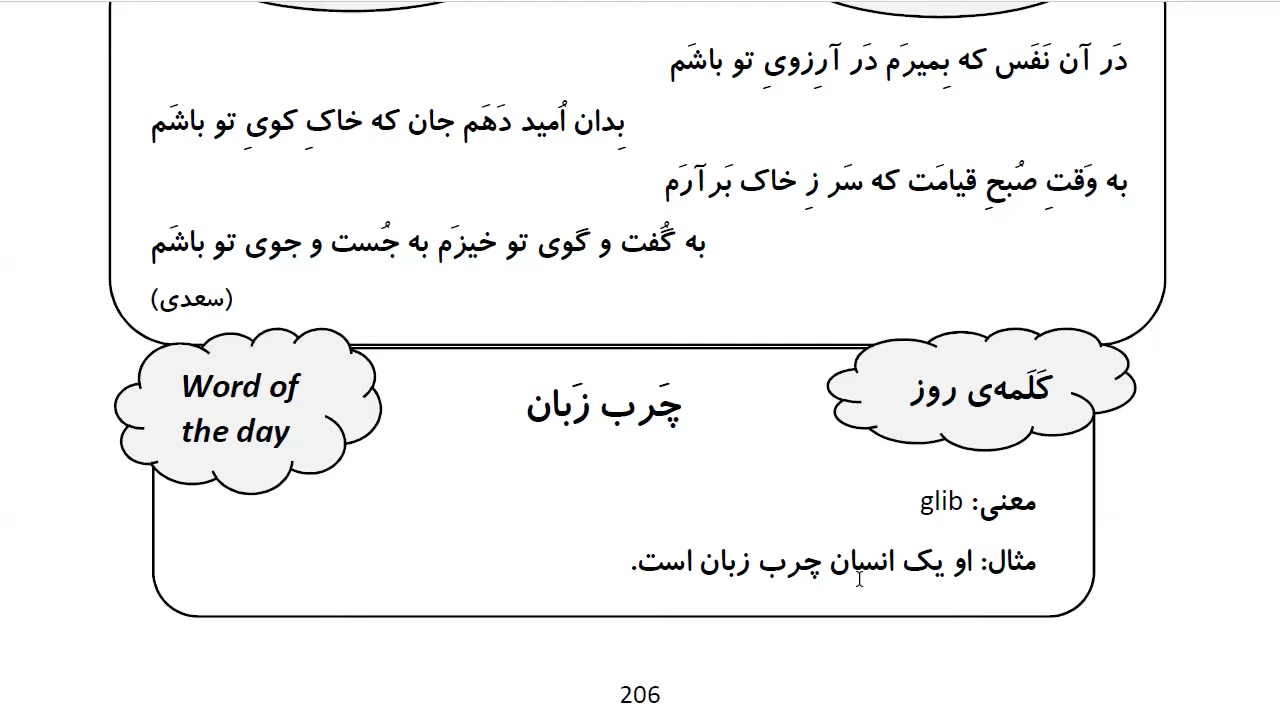 دَر آن نَفَس که بِمیرَم دَر آرِزویِ تو باشَم
بِدان اُمید دَهَم جان که خاکِ کویِ تو باشَم
به وَقتِ صُبحِ قیامَت که سَر زِ خاک بَرآرَم
به گُفت و گوی تو خیزَم به جُست و جوی تو باشَم
(سعدی)
کَلَمه‌ی روز
Word of
the day
چَرب زَبان
معنی: glib
مثال: او یک انسان چرب زبان است.
206